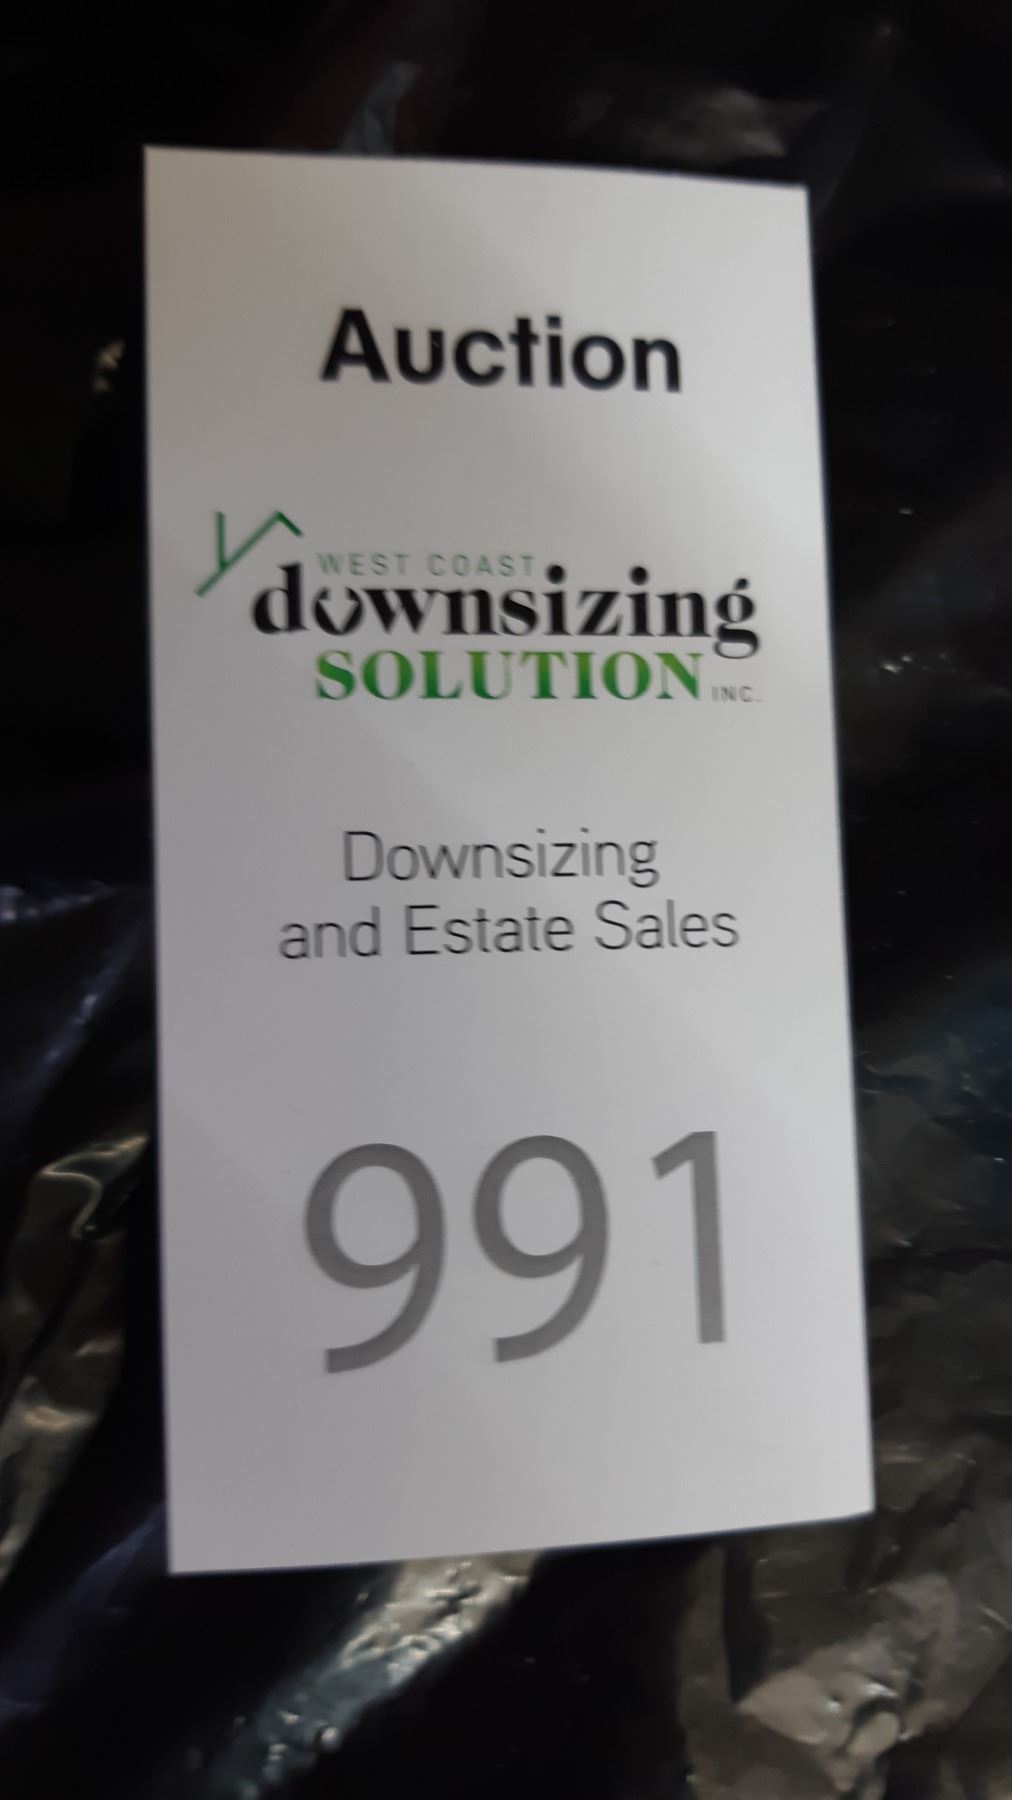 Auction
WEST COAST
downsizing
SOLUTION INC.
Downsizing
and Estate Sales
991